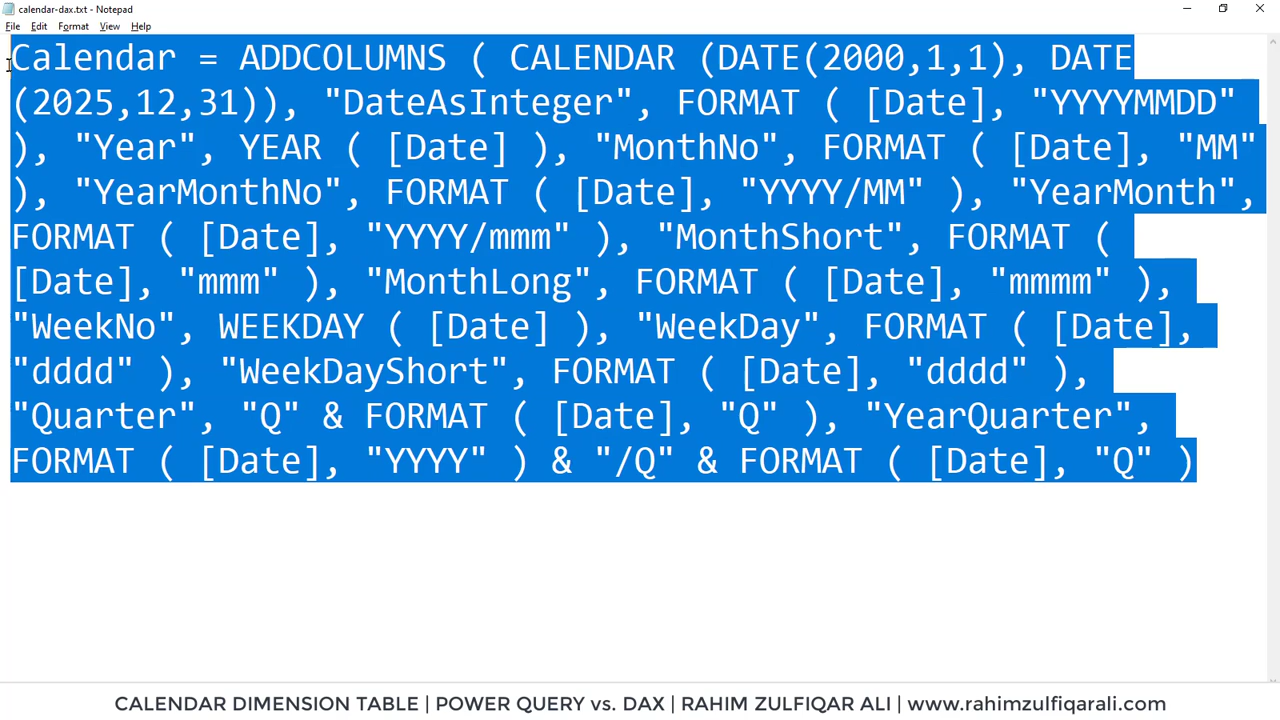 calendar-dax.txt - Notepad
File Edit Format View Help
Calendar = ADDCOLUMNS ( CALENDAR (DATE(2000,1,1), DATE
(2025,12,31)), "DateAsInteger", FORMAT ( [Date], "YYYYMMDD"
), "Year", YEAR ( [Date] ), "MonthNo", FORMAT ( [Date], "MM"
), "YearMonthNo", FORMAT ( [Date], "YYYY/MM" ), "YearMonth",
FORMAT ( [Date], "YYYY/mmm" ), "MonthShort", FORMAT (
[Date], "mmm" ), "MonthLong", FORMAT ( [Date], "mmmm" ),
"WeekNo", WEEKDAY ( [Date] ), "WeekDay", FORMAT ( [Date],
"dddd" ), "WeekDayShort", FORMAT ( [Date], "dddd" ),
"Quarter", "Q" & FORMAT ( [Date], "Q" ), "YearQuarter",
FORMAT ( [Date], "YYYY" ) & "/Q" & FORMAT ( [Date], "Q" )
CALENDAR DIMENSION TABLE | POWER QUERY vs. DAX | RAHIM ZULFIQAR ALI | www.rahimzulfiqarali.com